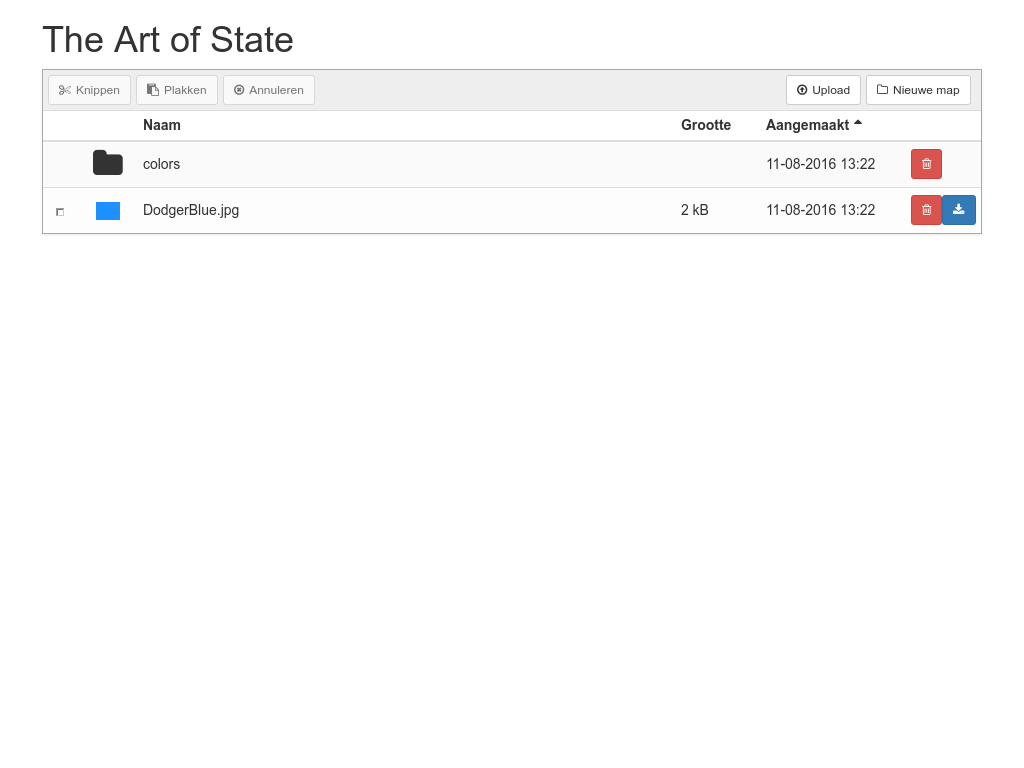 The Art of State
Knippen Plakken Annuleren Upload Nieuwe map
Naam Grootte Aangemaakt
colors 11-08-2016 13:22
DodgerBlue.jpg 2 kB 11-08-2016 13:22